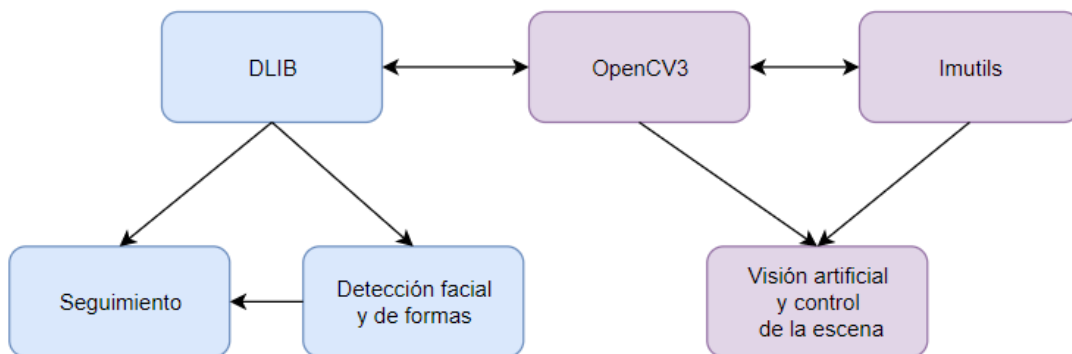 DLIB
OpenCV3
Imutils
Seguimiento
Detección facial
y de formas
Visión artificial
y control
de la escena